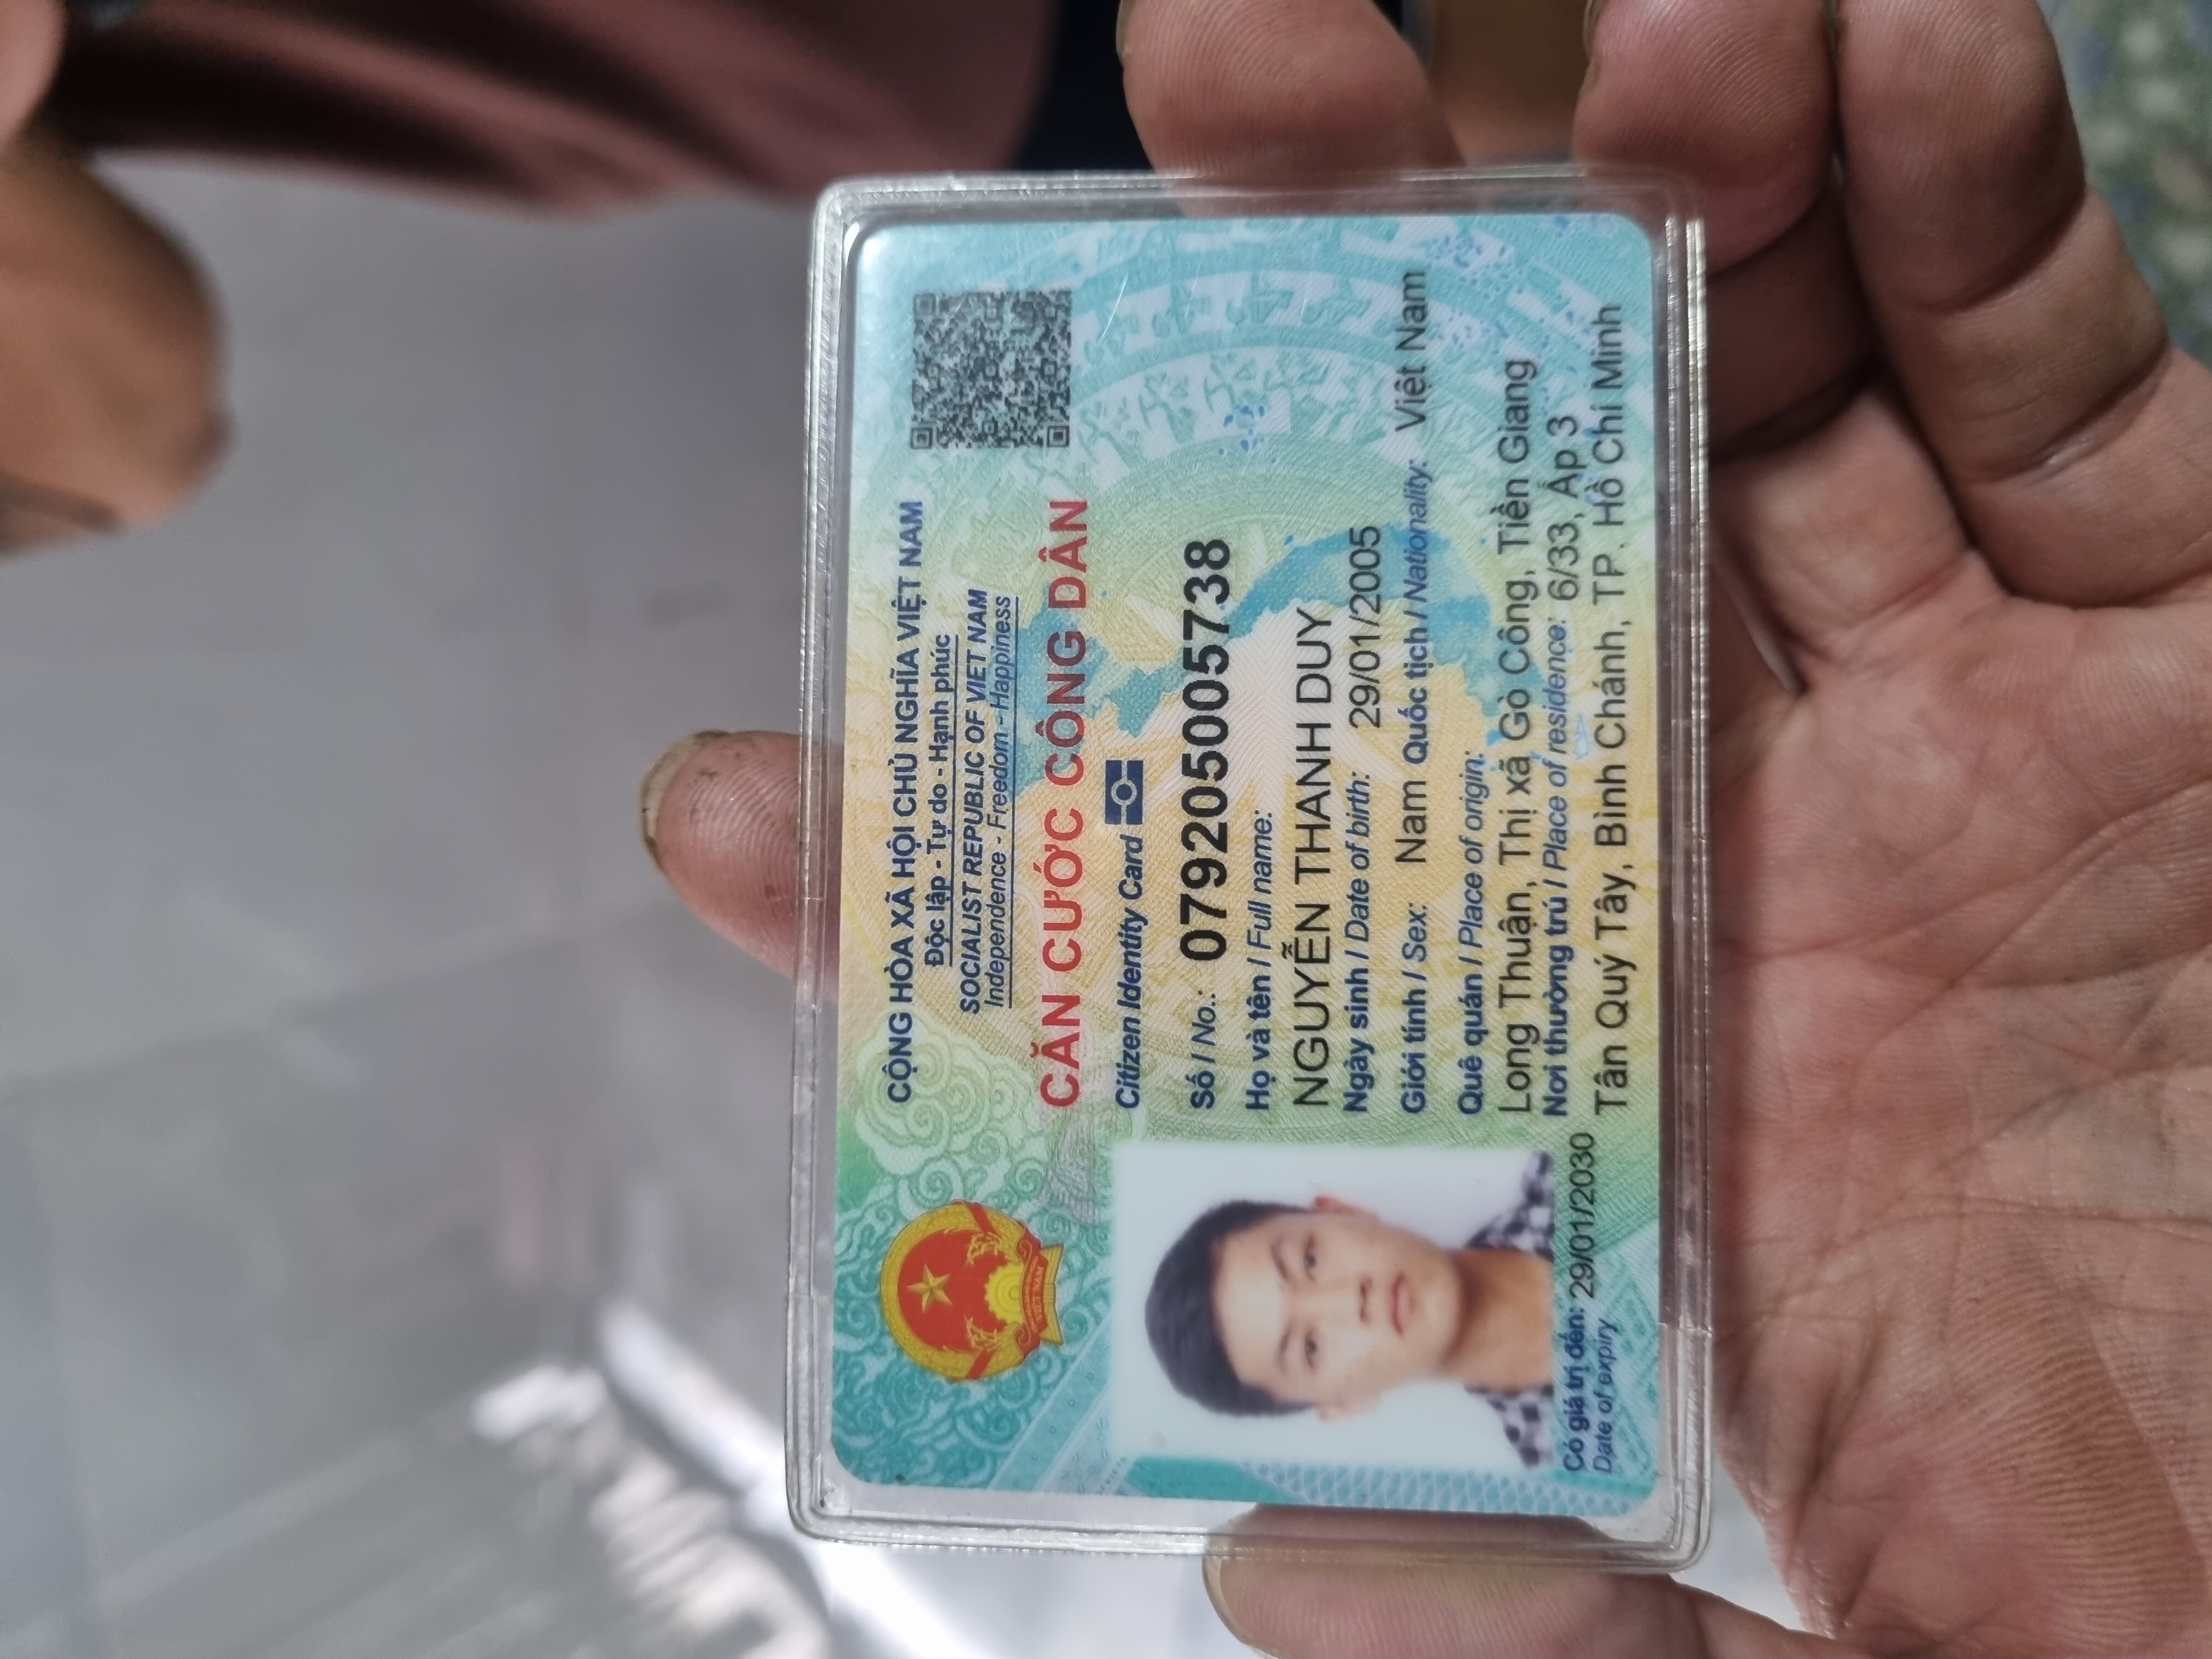 CỘNG HÒA XÃ HỘI CHỦ NGHĨA VIỆT NAM
Độc lập - Tự do - Hạnh phúc
SOCIALIST REPUBLIC OF VIET NAM
Independence - Freedom - Happiness
CĂN CƯỚC CÔNG DÂN
Citizen Identity Card
Số / No.: 079205005738
Họ và tên / Full name:
NGUYỄN THANH DUY
Ngày sinh / Date of birth: 29/01/2005
Giới tính / Sex: Nam Quốc tịch / Nationality: Việt Nam
Quê quán / Place of origin:
Long Thuận, Thị xã Gò Công, Tiền Giang
Nơi thường trú / Place of residence: 6/33, Ấp 3
Tân Quý Tây, Bình Chánh, TP. Hồ Chí Minh
Có giá trị đến: 29/01/2030
Date of expiry
VIỆT NAM